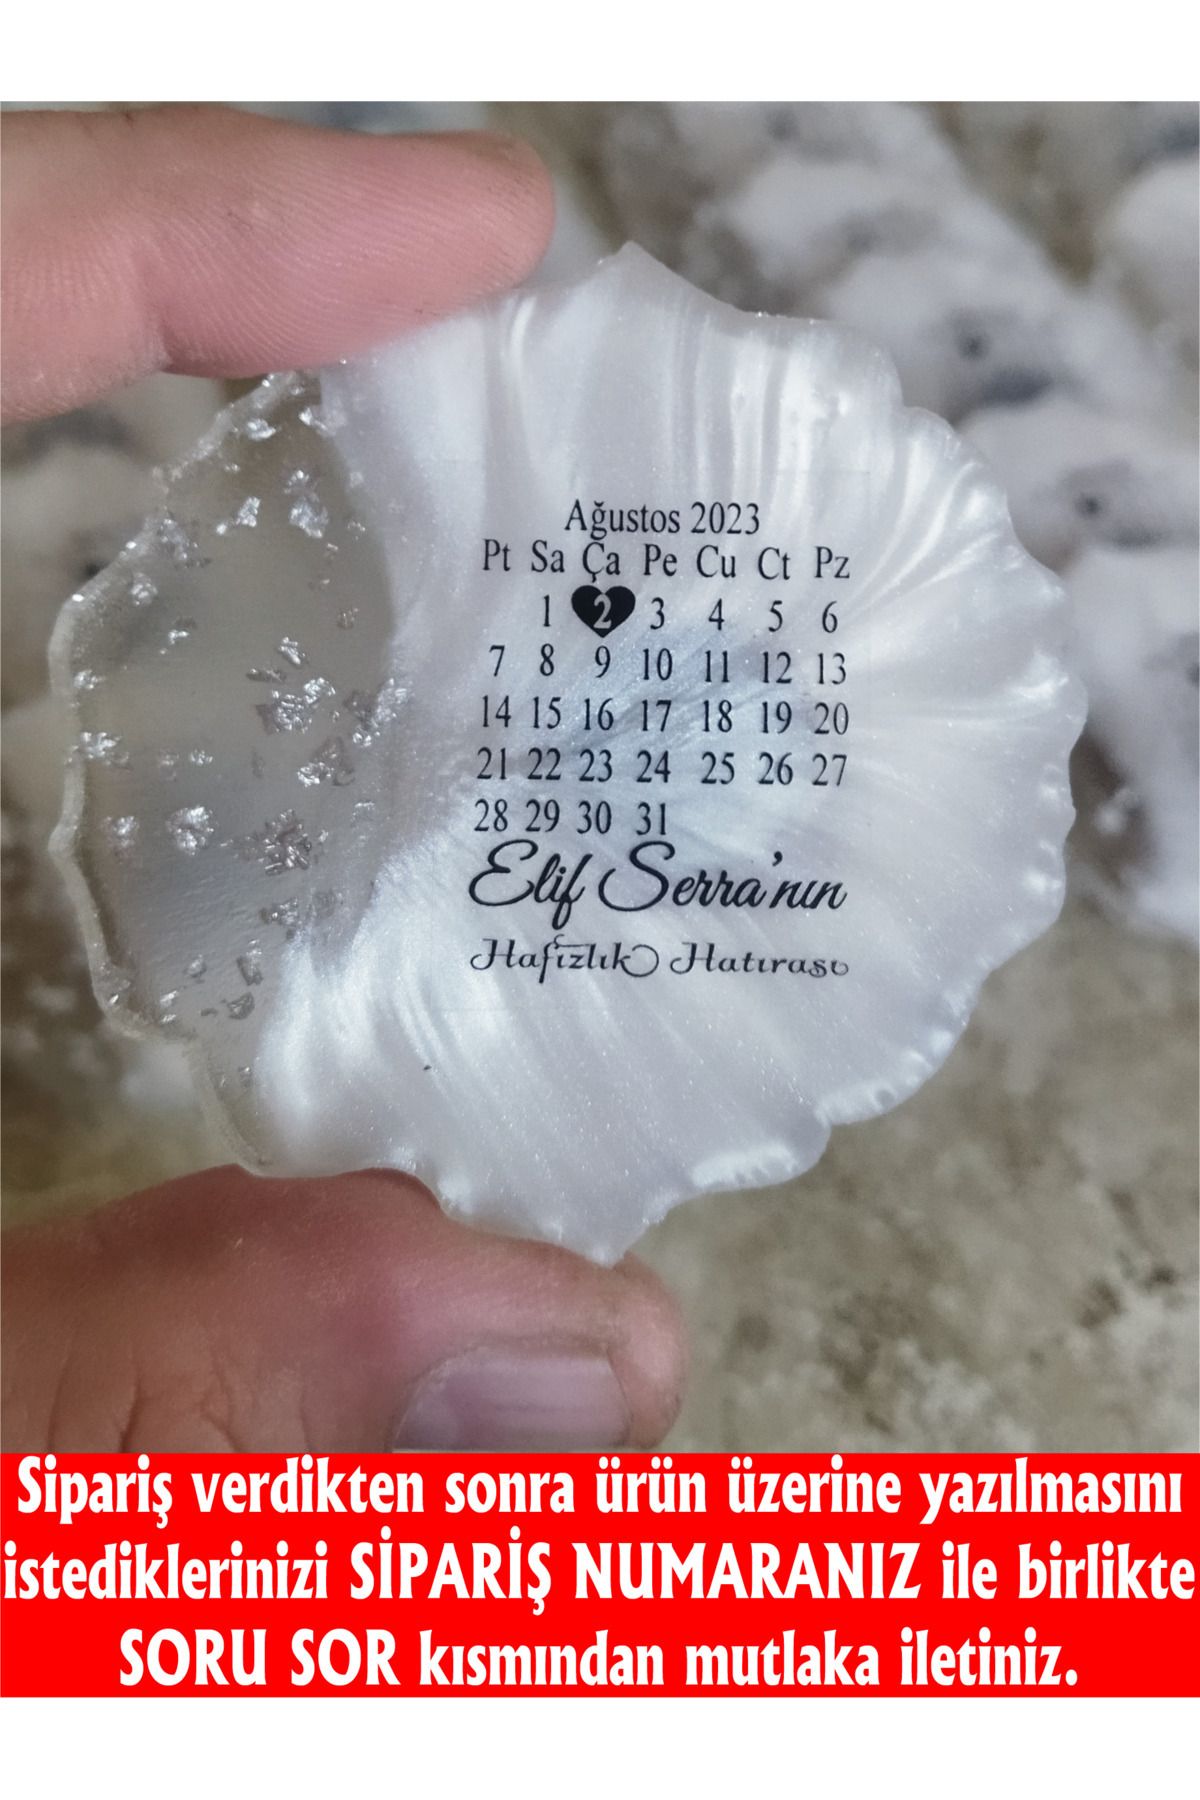 Ağustos 2023
Pt Sa Ça Pe Cu Ct Pz
1 2 3 4 5 6
7 8 9 10 11 12 13
14 15 16 17 18 19 20
21 22 23 24 25 26 27
28 29 30 31
Elif Serra'nın
Hafızlık Hatırası
Sipariş verdikten sonra ürün üzerine yazılmasını
istediklerinizi SİPARİŞ NUMARANIZ ile birlikte
SORU SOR kısmından mutlaka iletiniz.